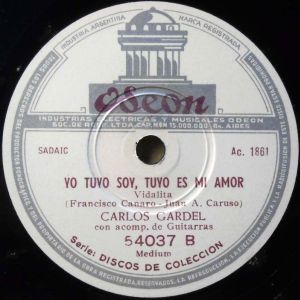 INDUSTRIA ARGENTINA
MARCA REGISTRADA
Odeon
INDUSTRIAS ELECTRICAS Y MUSICALES ODEON
SOC. DE RESP. LTDA. CAP. M$N 15.000.000 Bs. AIRES
SADAIC
Ac. 1861
YO TUYO SOY, TUYO ES MI AMOR
Vidalita
(Francisco Canaro - Juan A. Caruso)
CARLOS GARDEL
con acomp. de Guitarras
54037 B
Medium
Serie: DISCOS DE COLECCION